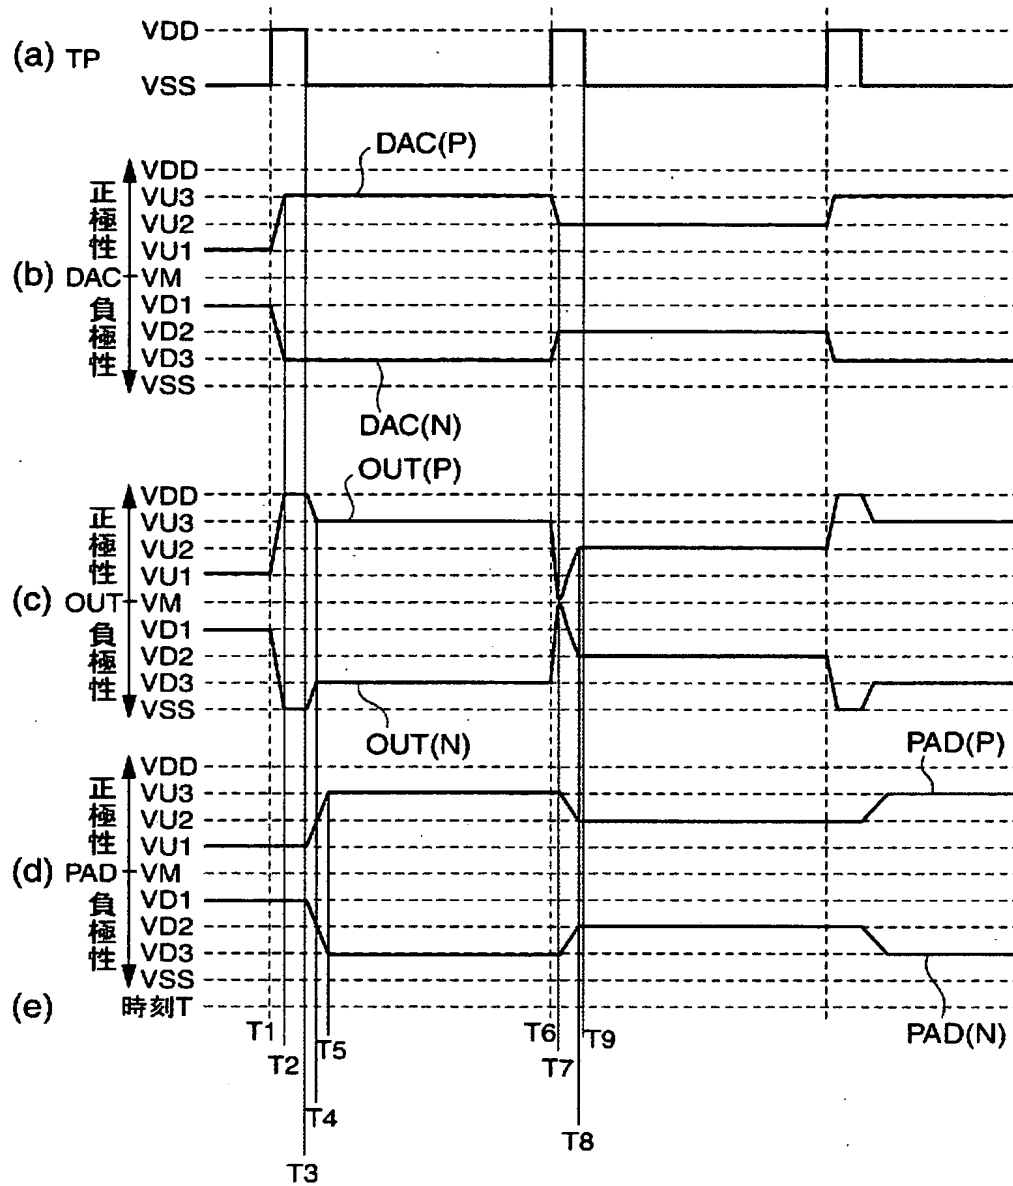 (a) TP
VDD
VSS
DAC(P)
(b) DAC
正極性
負極性
VDD
VU3
VU2
VU1
VM
VD1
VD2
VD3
VSS
DAC(N)
OUT(P)
(c) OUT
正極性
負極性
VDD
VU3
VU2
VU1
VM
VD1
VD2
VD3
VSS
OUT(N)
PAD(P)
(d) PAD
正極性
負極性
VDD
VU3
VU2
VU1
VM
VD1
VD2
VD3
VSS
PAD(N)
(e) 時刻T
T1
T2
T3
T4
T5
T6
T7
T8
T9